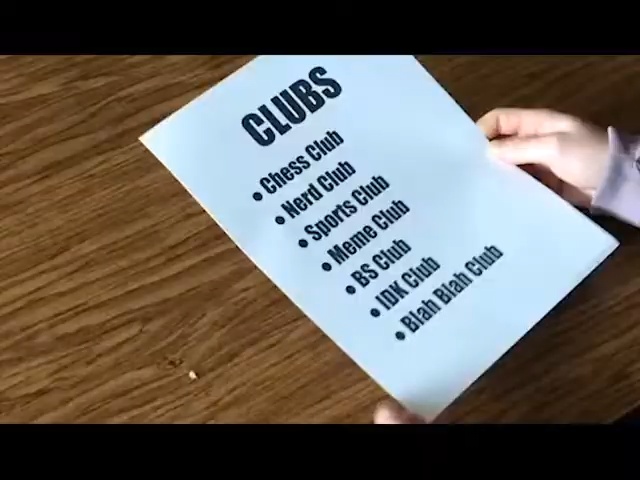 CLUBS
• Chess Club
• Nerd Club
• Sports Club
• Meme Club
• BS Club
• IDK Club
• Blah Blah Club